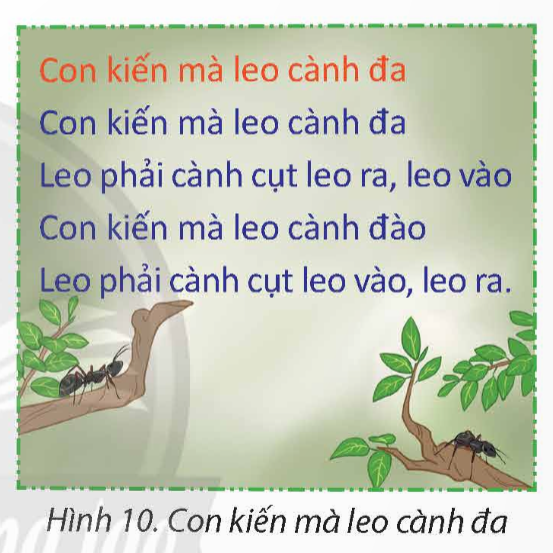 Con kiến mà leo cành đa
Con kiến mà leo cành đa
Leo phải cành cụt leo ra, leo vào
Con kiến mà leo cành đào
Leo phải cành cụt leo vào, leo ra.
Hình 10. Con kiến mà leo cành đa